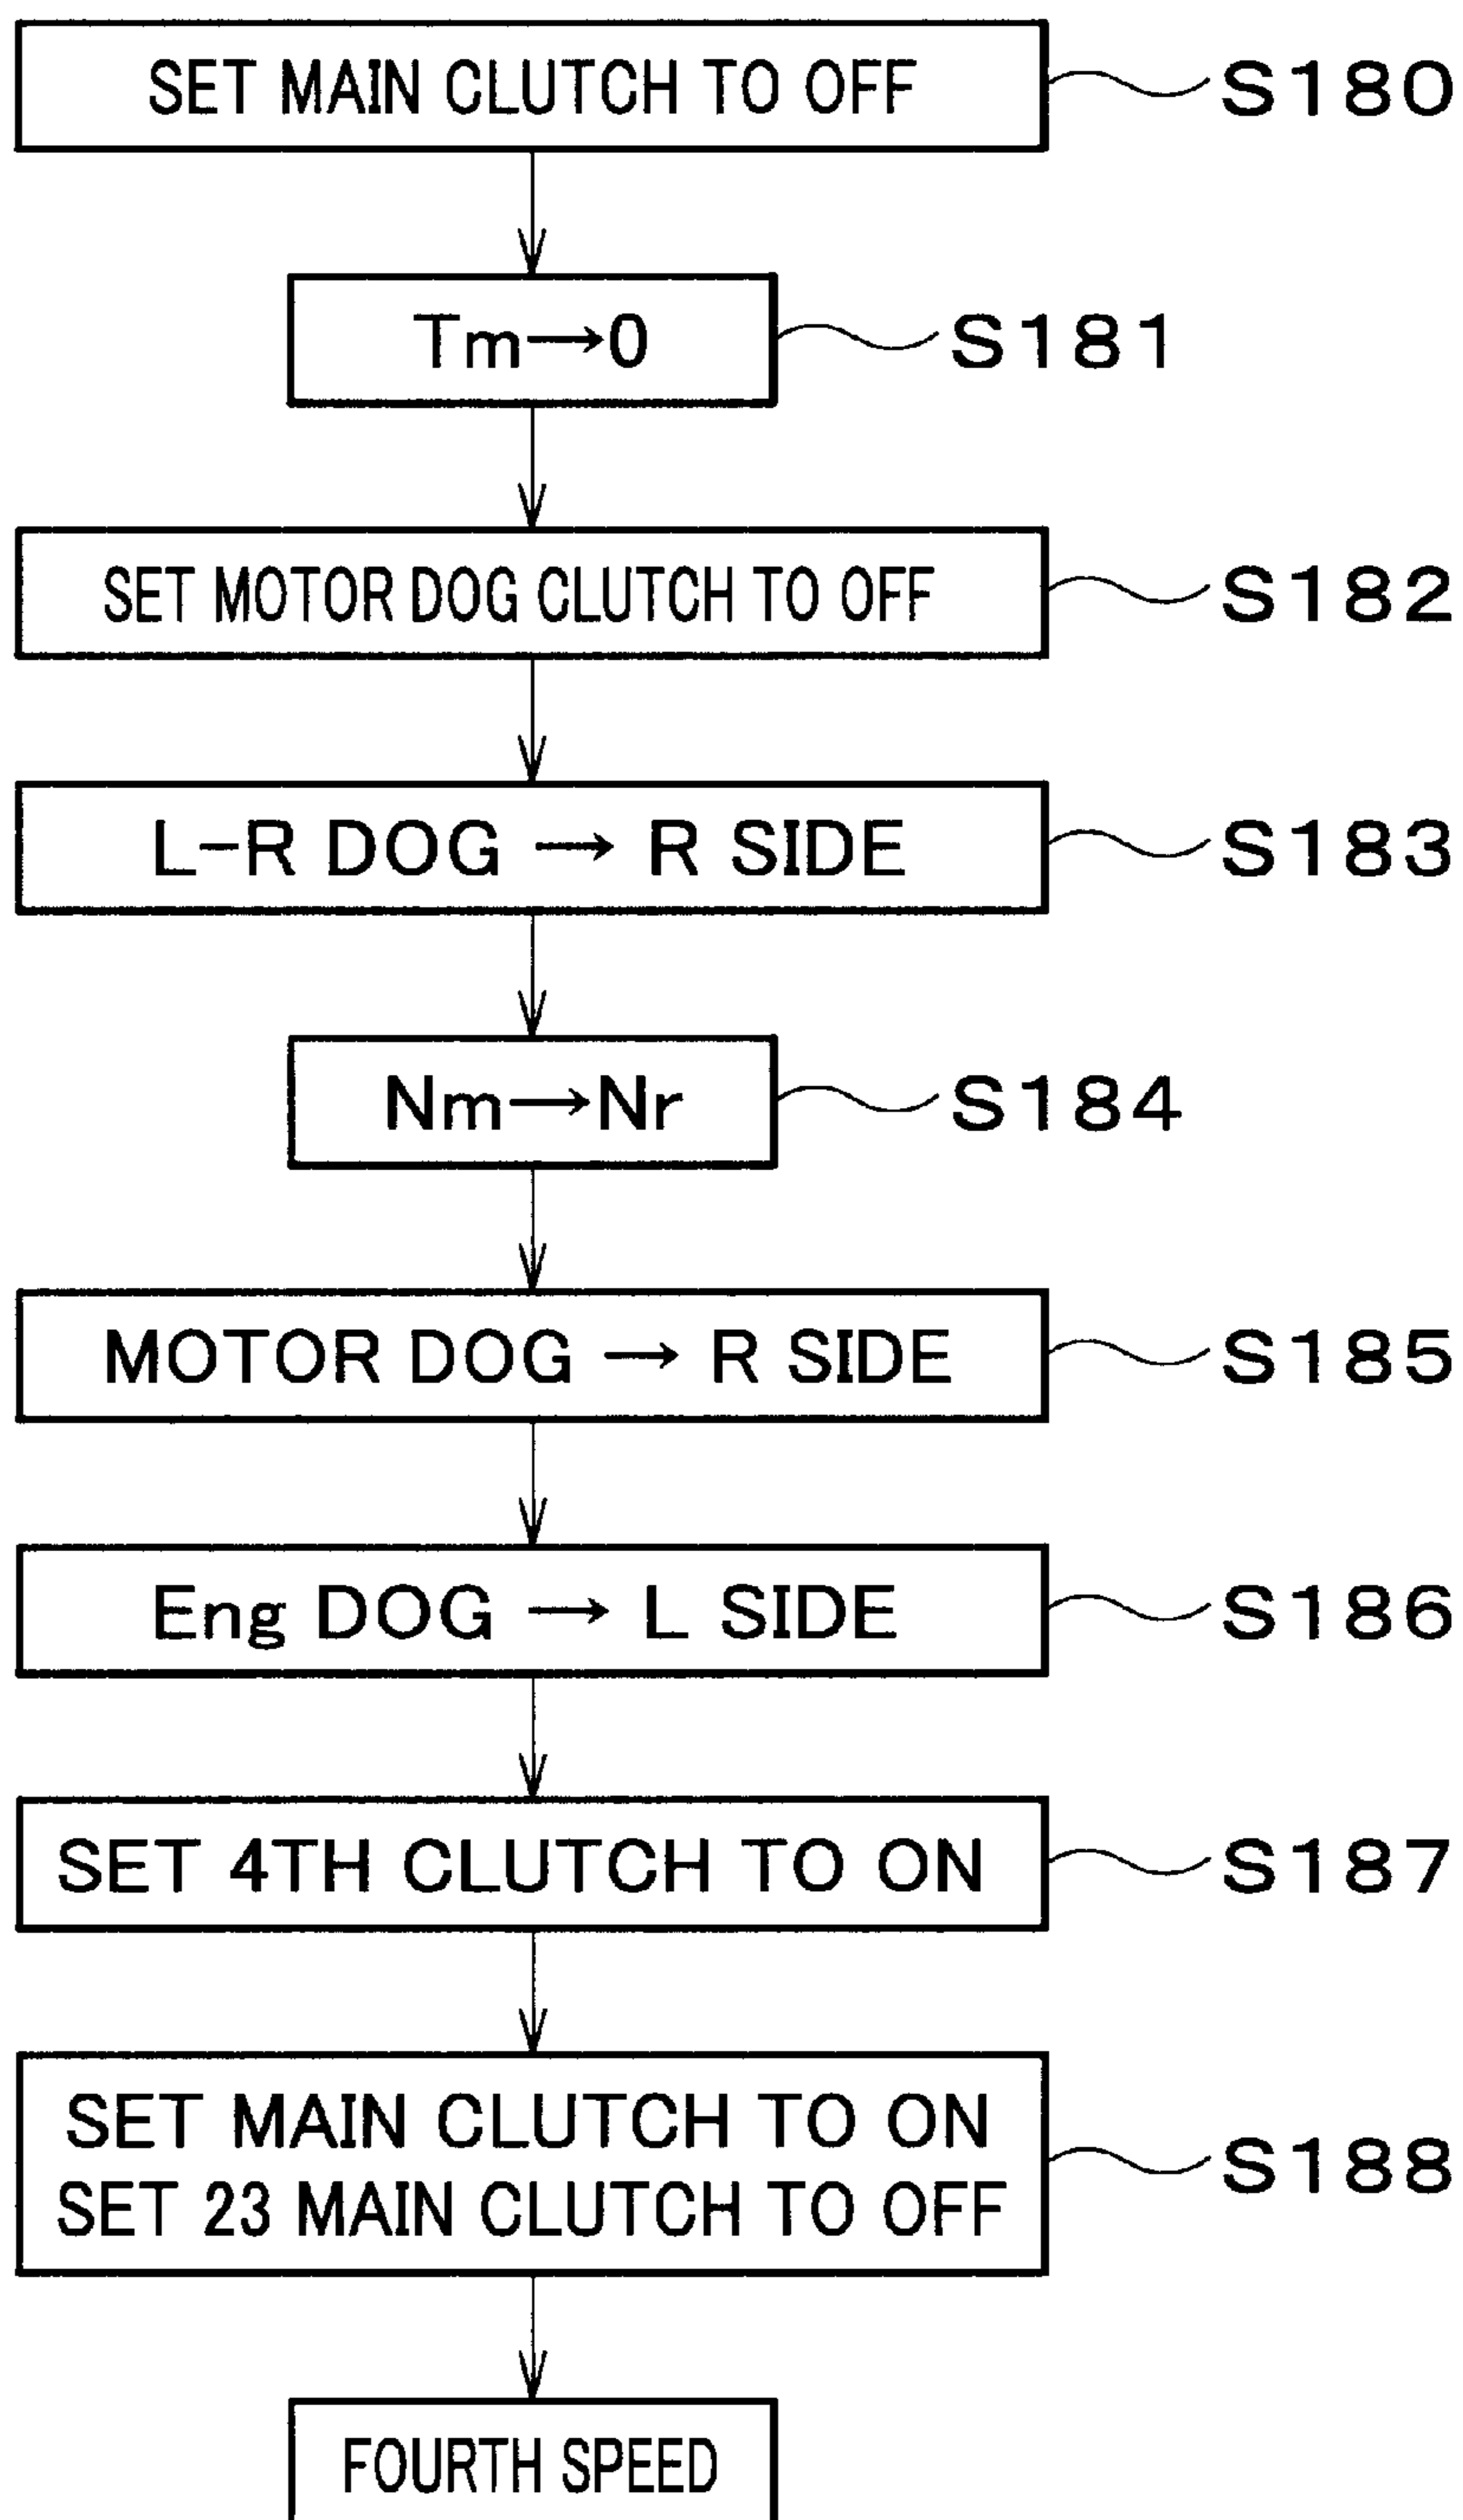 SET MAIN CLUTCH TO OFF S180
Tm→0 S181
SET MOTOR DOG CLUTCH TO OFF S182
L-R DOG → R SIDE S183
Nm→Nr S184
MOTOR DOG → R SIDE S185
Eng DOG → L SIDE S186
SET 4TH CLUTCH TO ON S187
SET MAIN CLUTCH TO ON
SET 23 MAIN CLUTCH TO OFF S188
FOURTH SPEED